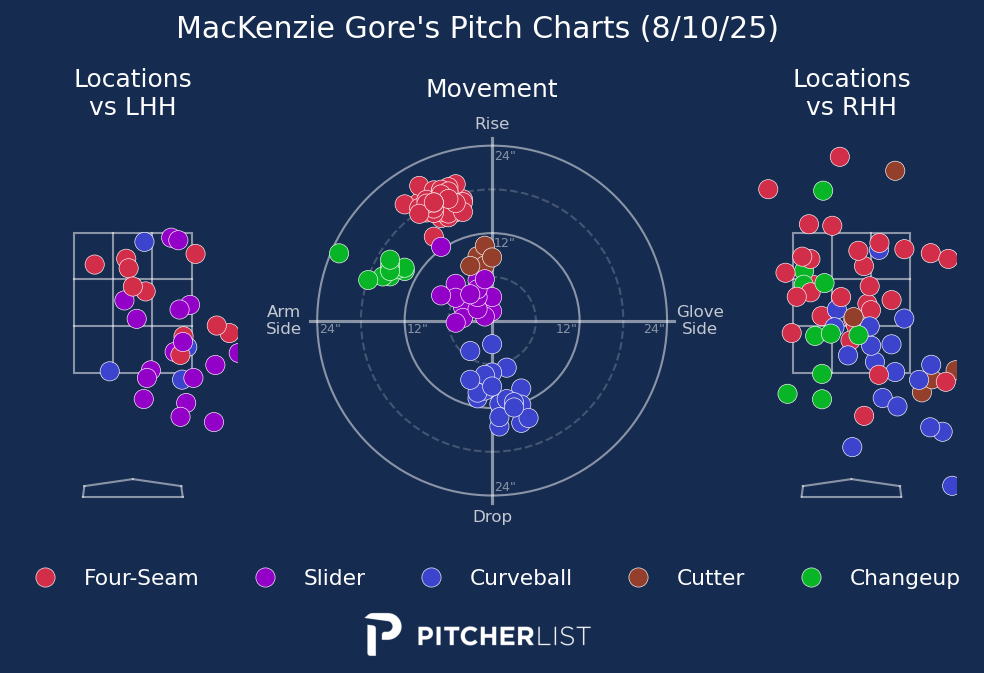 MacKenzie Gore's Pitch Charts (8/10/25)
Locations
vs LHH
Movement
Locations
vs RHH
Rise
24"
12"
Arm
Side
24"
12"
12"
24"
Glove
Side
24"
Drop
Four-Seam
Slider
Curveball
Cutter
Changeup
PITCHERLIST